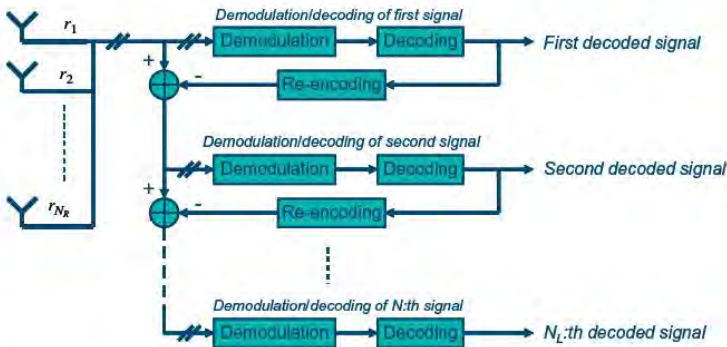 Demodulation/decoding of first signal
r1
Demodulation
Decoding
First decoded signal
+
-
r2
Re-encoding
Demodulation/decoding of second signal
Demodulation
Decoding
Second decoded signal
+
-
rNR
Re-encoding
Demodulation/decoding of N:th signal
Demodulation
Decoding
NL:th decoded signal